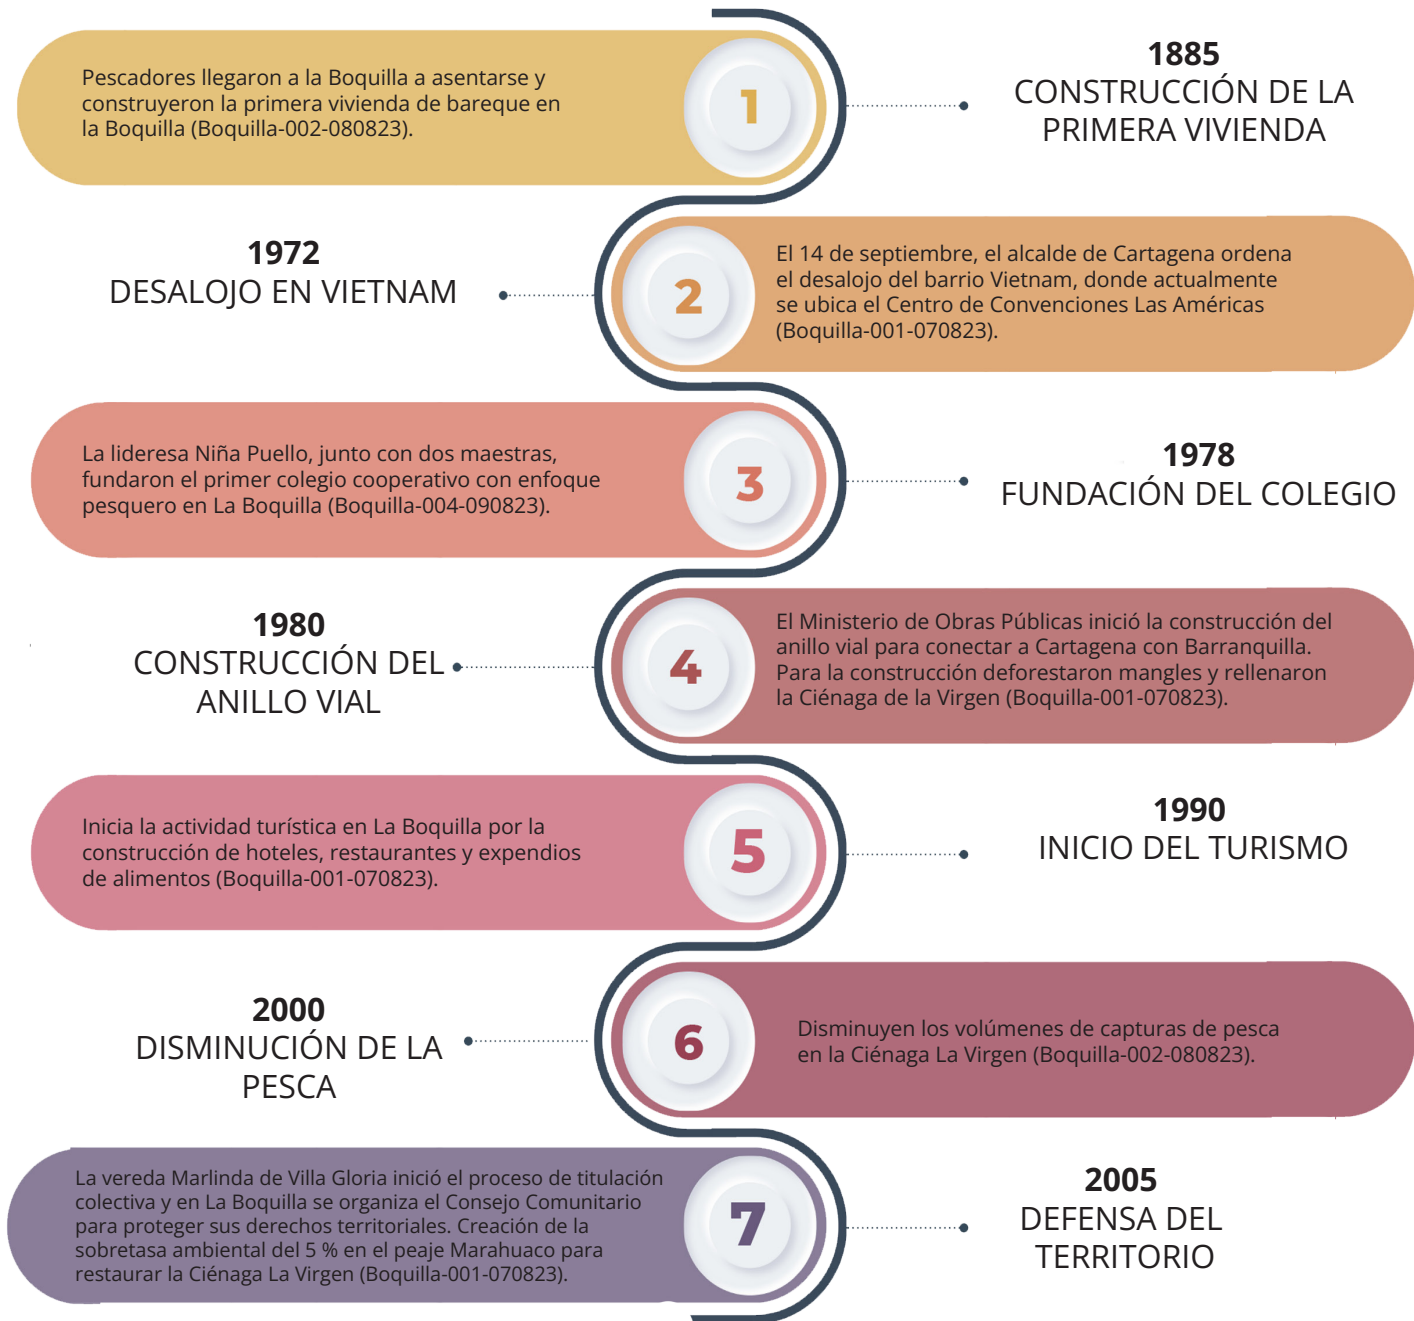 Pescadores llegaron a la Boquilla a asentarse y
construyeron la primera vivienda de bareque en
la Boquilla (Boquilla-002-080823).
1
1885
CONSTRUCCIÓN DE LA
PRIMERA VIVIENDA
1972
DESALOJO EN VIETNAM
2
El 14 de septiembre, el alcalde de Cartagena ordena
el desalojo del barrio Vietnam, donde actualmente
se ubica el Centro de Convenciones Las Américas
(Boquilla-001-070823).
La lideresa Niña Puello, junto con dos maestras,
fundaron el primer colegio cooperativo con enfoque
pesquero en La Boquilla (Boquilla-004-090823).
3
1978
FUNDACIÓN DEL COLEGIO
1980
CONSTRUCCIÓN DEL
ANILLO VIAL
4
El Ministerio de Obras Públicas inició la construcción del
anillo vial para conectar a Cartagena con Barranquilla.
Para la construcción deforestaron mangles y rellenaron
la Ciénaga de la Virgen (Boquilla-001-070823).
Inicia la actividad turística en La Boquilla por la
construcción de hoteles, restaurantes y expendios
de alimentos (Boquilla-001-070823).
5
1990
INICIO DEL TURISMO
2000
DISMINUCIÓN DE LA
PESCA
6
Disminuyen los volúmenes de capturas de pesca
en la Ciénaga La Virgen (Boquilla-002-080823).
La vereda Marlinda de Villa Gloria inició el proceso de titulación
colectiva y en La Boquilla se organiza el Consejo Comunitario
para proteger sus derechos territoriales. Creación de la
sobretasa ambiental del 5 % en el peaje Marahuaco para
restaurar la Ciénaga La Virgen (Boquilla-001-070823).
7
2005
DEFENSA DEL
TERRITORIO